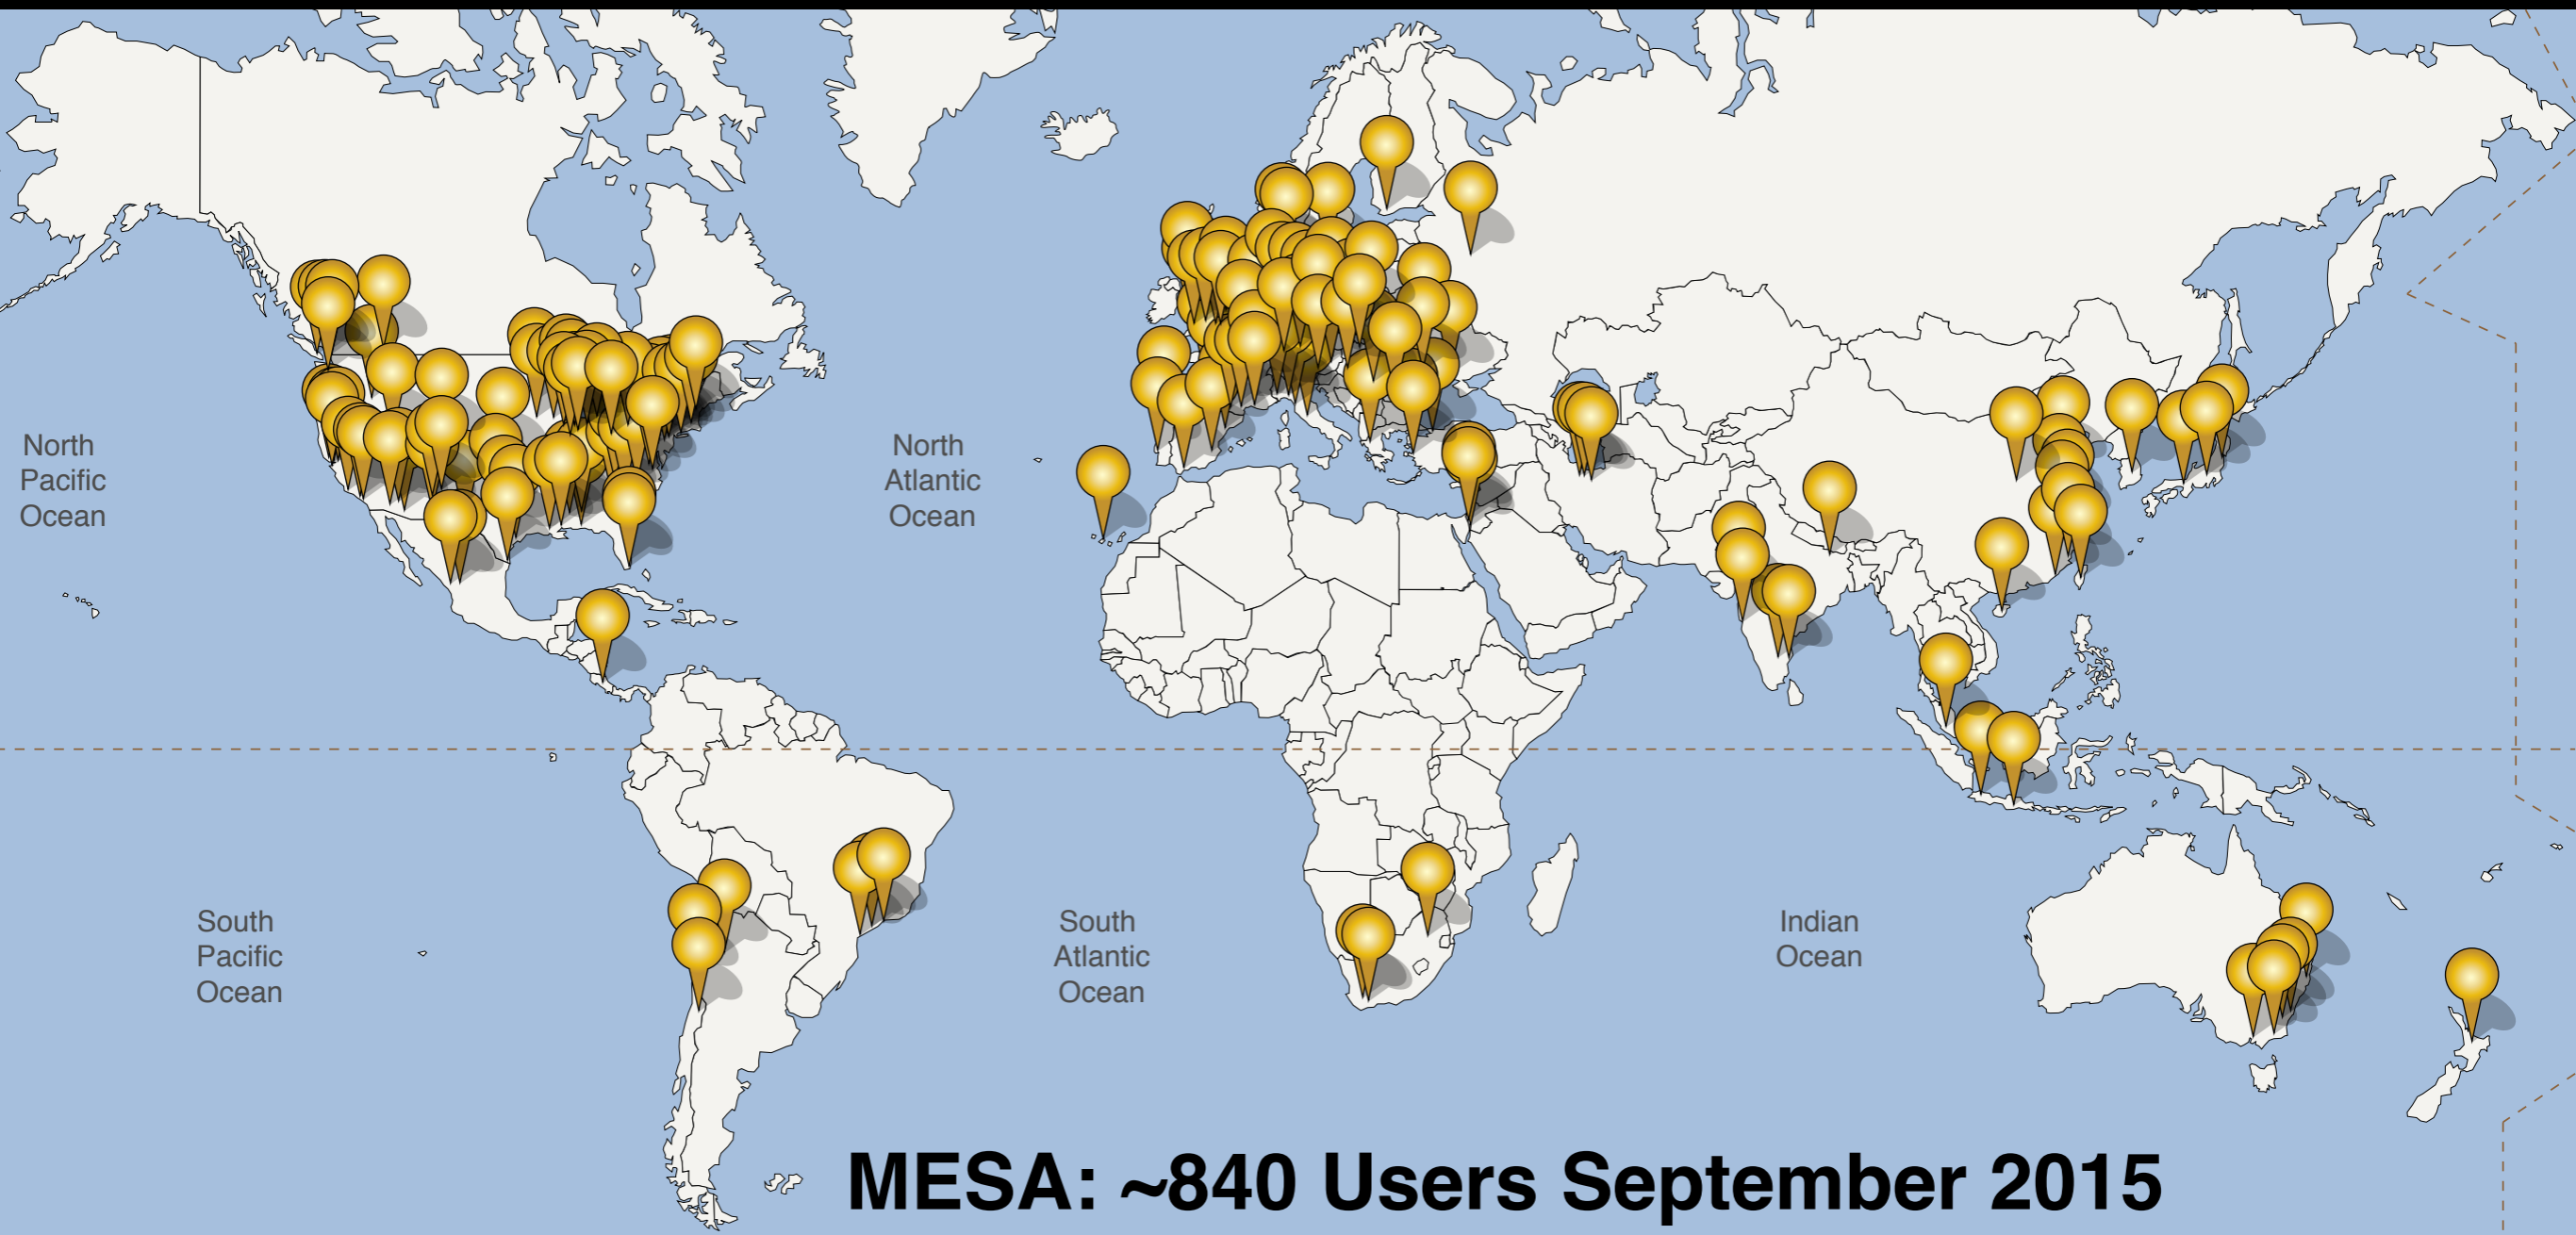 North
Pacific
Ocean
North
Atlantic
Ocean
South
Pacific
Ocean
South
Atlantic
Ocean
Indian
Ocean
MESA: ~840 Users September 2015